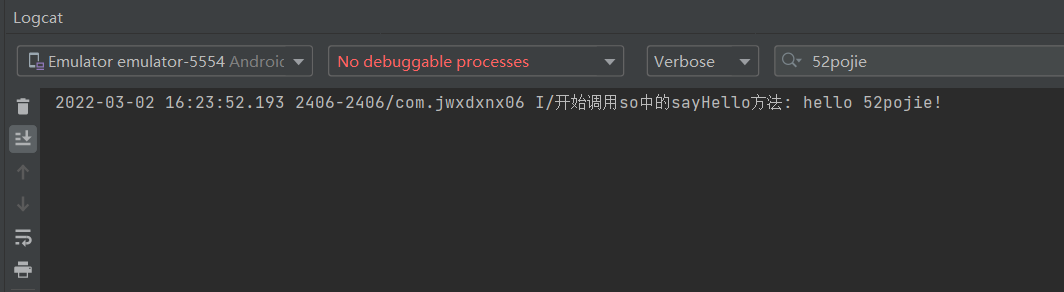 Logcat
Emulator emulator-5554 Android
No debuggable processes
Verbose
52pojie
2022-03-02 16:23:52.193 2406-2406/com.jwxdxnx06 I/开始调用so中的sayHello方法: hello 52pojie!